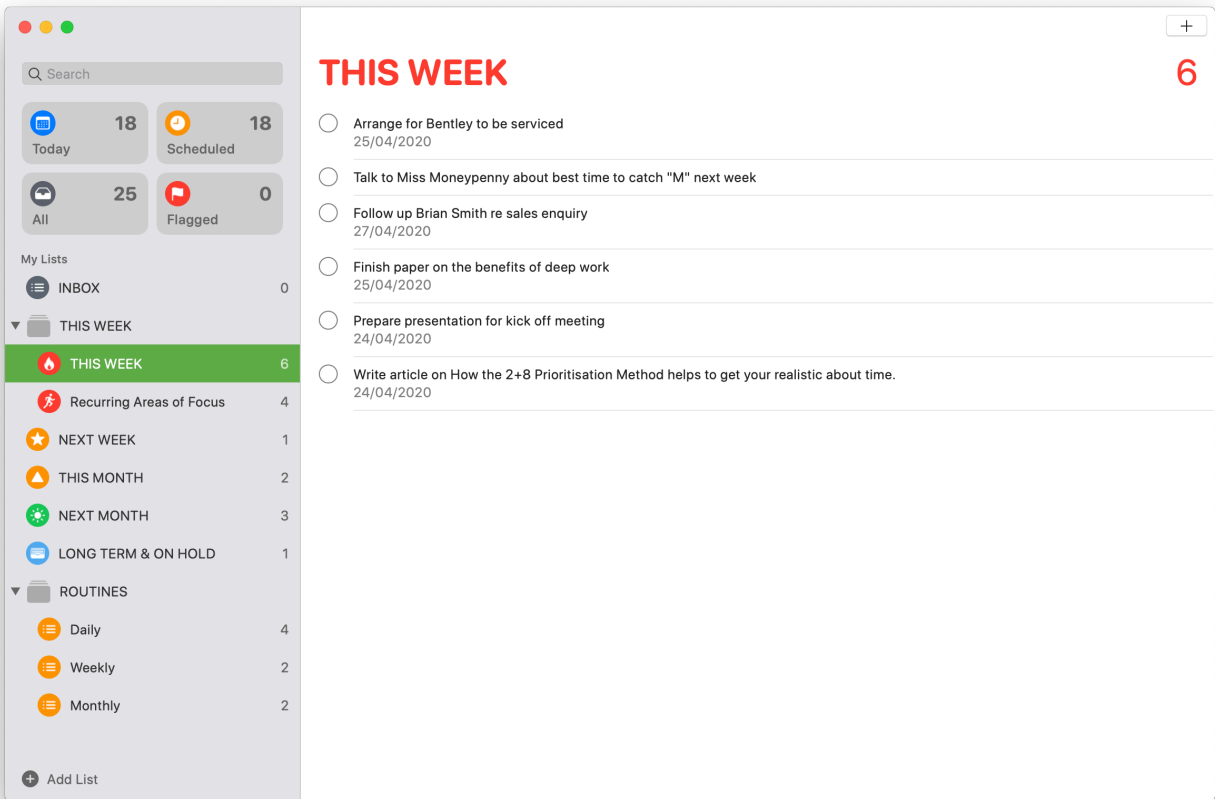 Search
18
Today
18
Scheduled
25
All
0
Flagged
My Lists
INBOX 0
THIS WEEK
THIS WEEK 6
Recurring Areas of Focus 4
NEXT WEEK 1
THIS MONTH 2
NEXT MONTH 3
LONG TERM & ON HOLD 1
ROUTINES
Daily 4
Weekly 2
Monthly 2
Add List
THIS WEEK 6
Arrange for Bentley to be serviced
25/04/2020
Talk to Miss Moneypenny about best time to catch "M" next week
Follow up Brian Smith re sales enquiry
27/04/2020
Finish paper on the benefits of deep work
25/04/2020
Prepare presentation for kick off meeting
24/04/2020
Write article on How the 2+8 Prioritisation Method helps to get your realistic about time.
24/04/2020